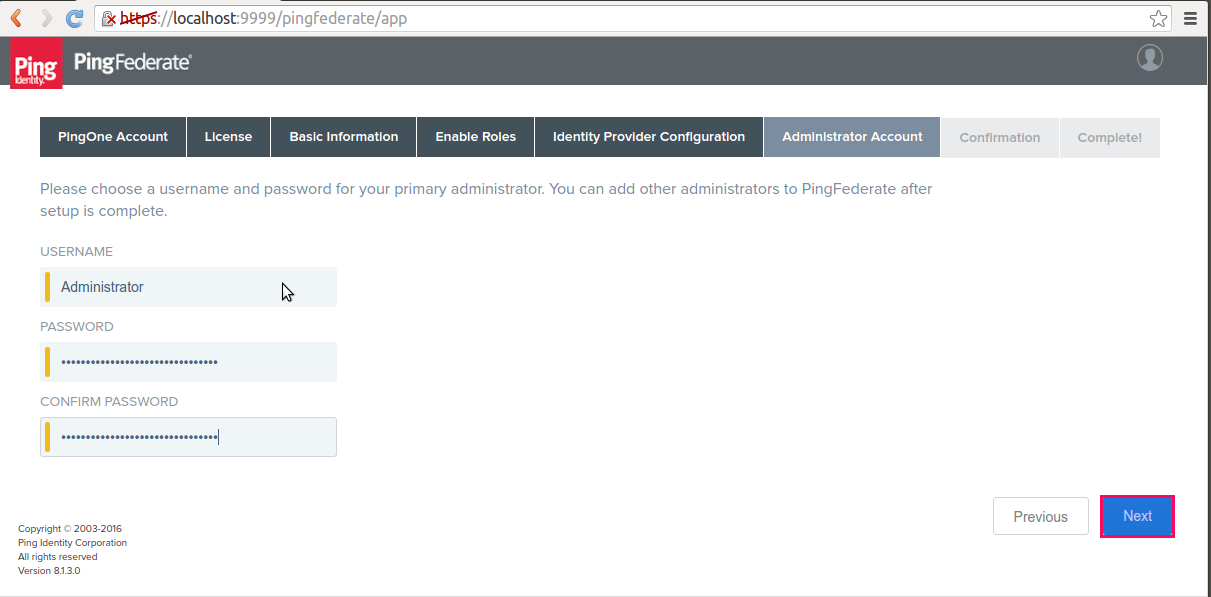 https://localhost:9999/pingfederate/app
Ping
Identity.
PingFederate®
PingOne Account
License
Basic Information
Enable Roles
Identity Provider Configuration
Administrator Account
Confirmation
Complete!
Please choose a username and password for your primary administrator. You can add other administrators to PingFederate after
setup is complete.
USERNAME
Administrator
PASSWORD
••••••••••••••••••••••••••••••••
CONFIRM PASSWORD
••••••••••••••••••••••••••••••••
Previous
Next
Copyright © 2003-2016
Ping Identity Corporation
All rights reserved
Version 8.1.3.0